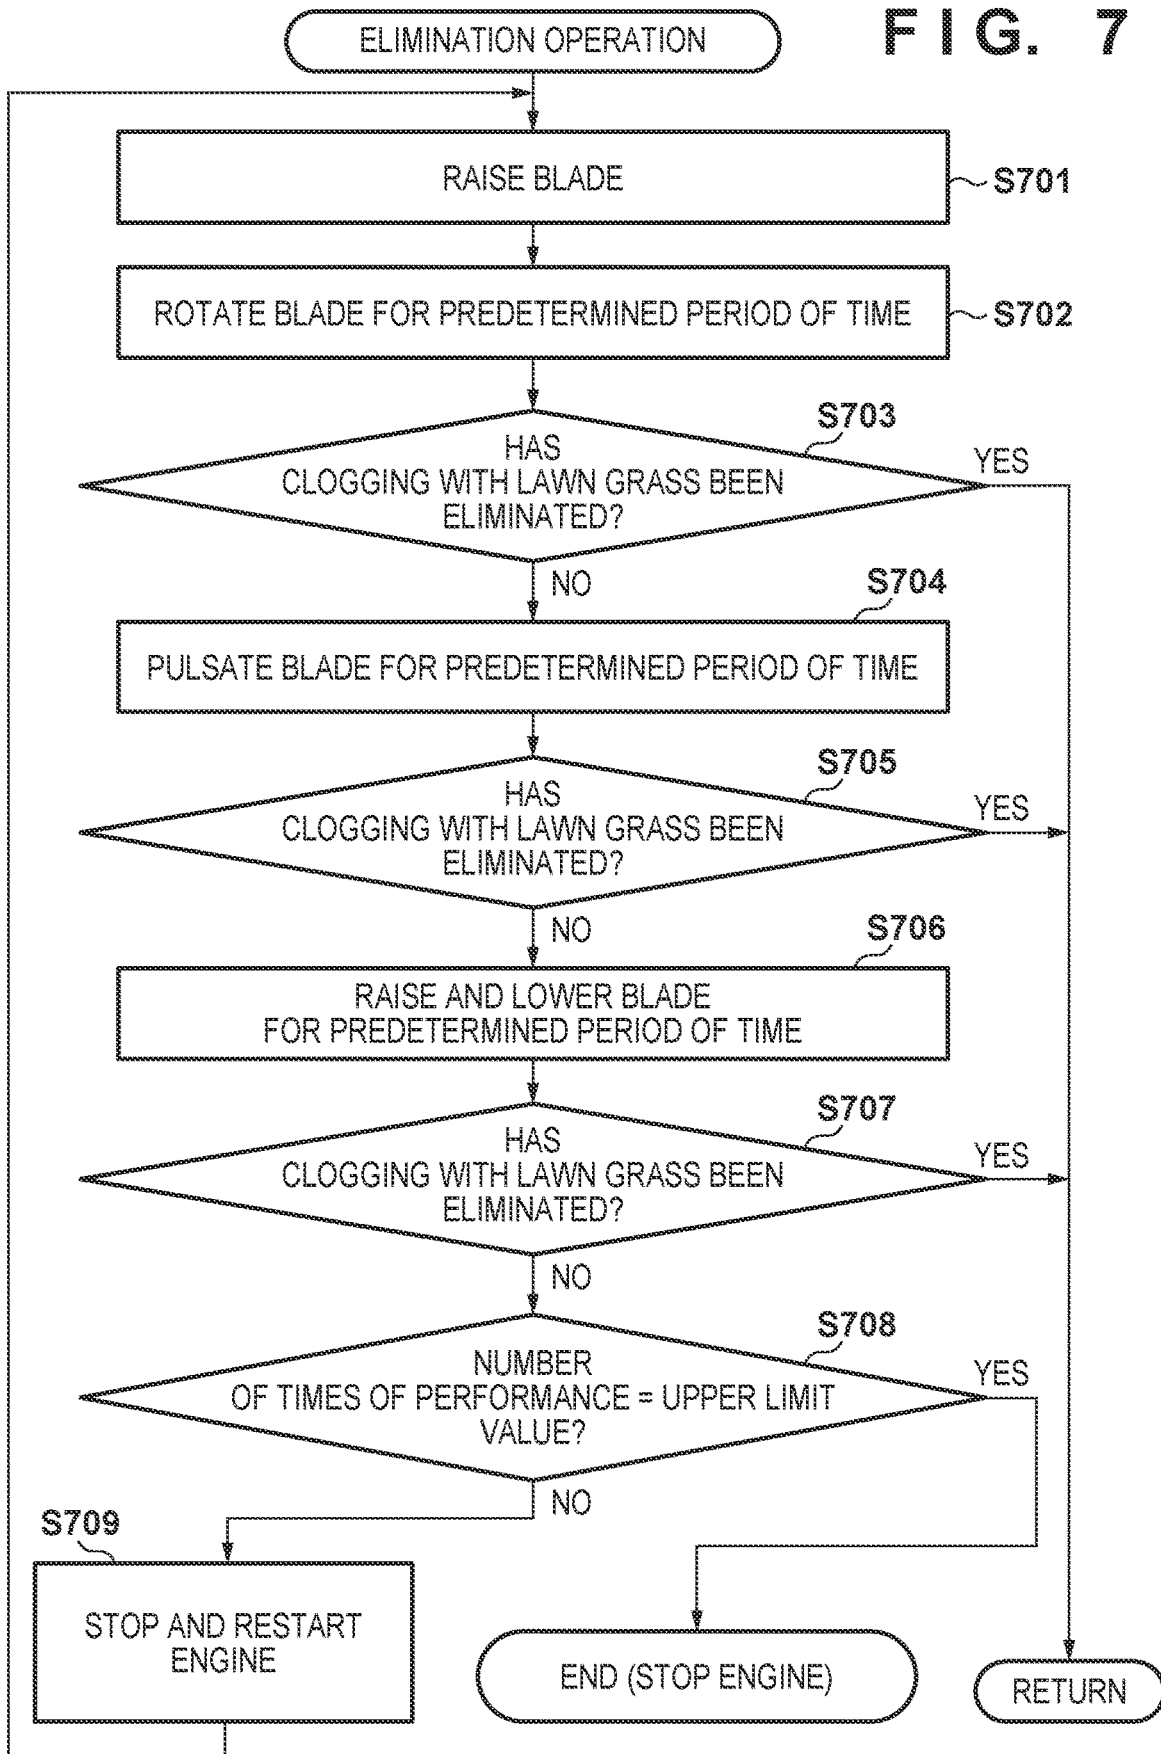 FIG. 7
ELIMINATION OPERATION
RAISE BLADE
S701
ROTATE BLADE FOR PREDETERMINED PERIOD OF TIME
S702
S703
HAS
CLOGGING WITH LAWN GRASS BEEN
ELIMINATED?
YES
NO
S704
PULSATE BLADE FOR PREDETERMINED PERIOD OF TIME
S705
HAS
CLOGGING WITH LAWN GRASS BEEN
ELIMINATED?
YES
NO
S706
RAISE AND LOWER BLADE
FOR PREDETERMINED PERIOD OF TIME
S707
HAS
CLOGGING WITH LAWN GRASS BEEN
ELIMINATED?
YES
NO
S708
NUMBER
OF TIMES OF PERFORMANCE = UPPER LIMIT
VALUE?
YES
NO
S709
STOP AND RESTART
ENGINE
END (STOP ENGINE)
RETURN